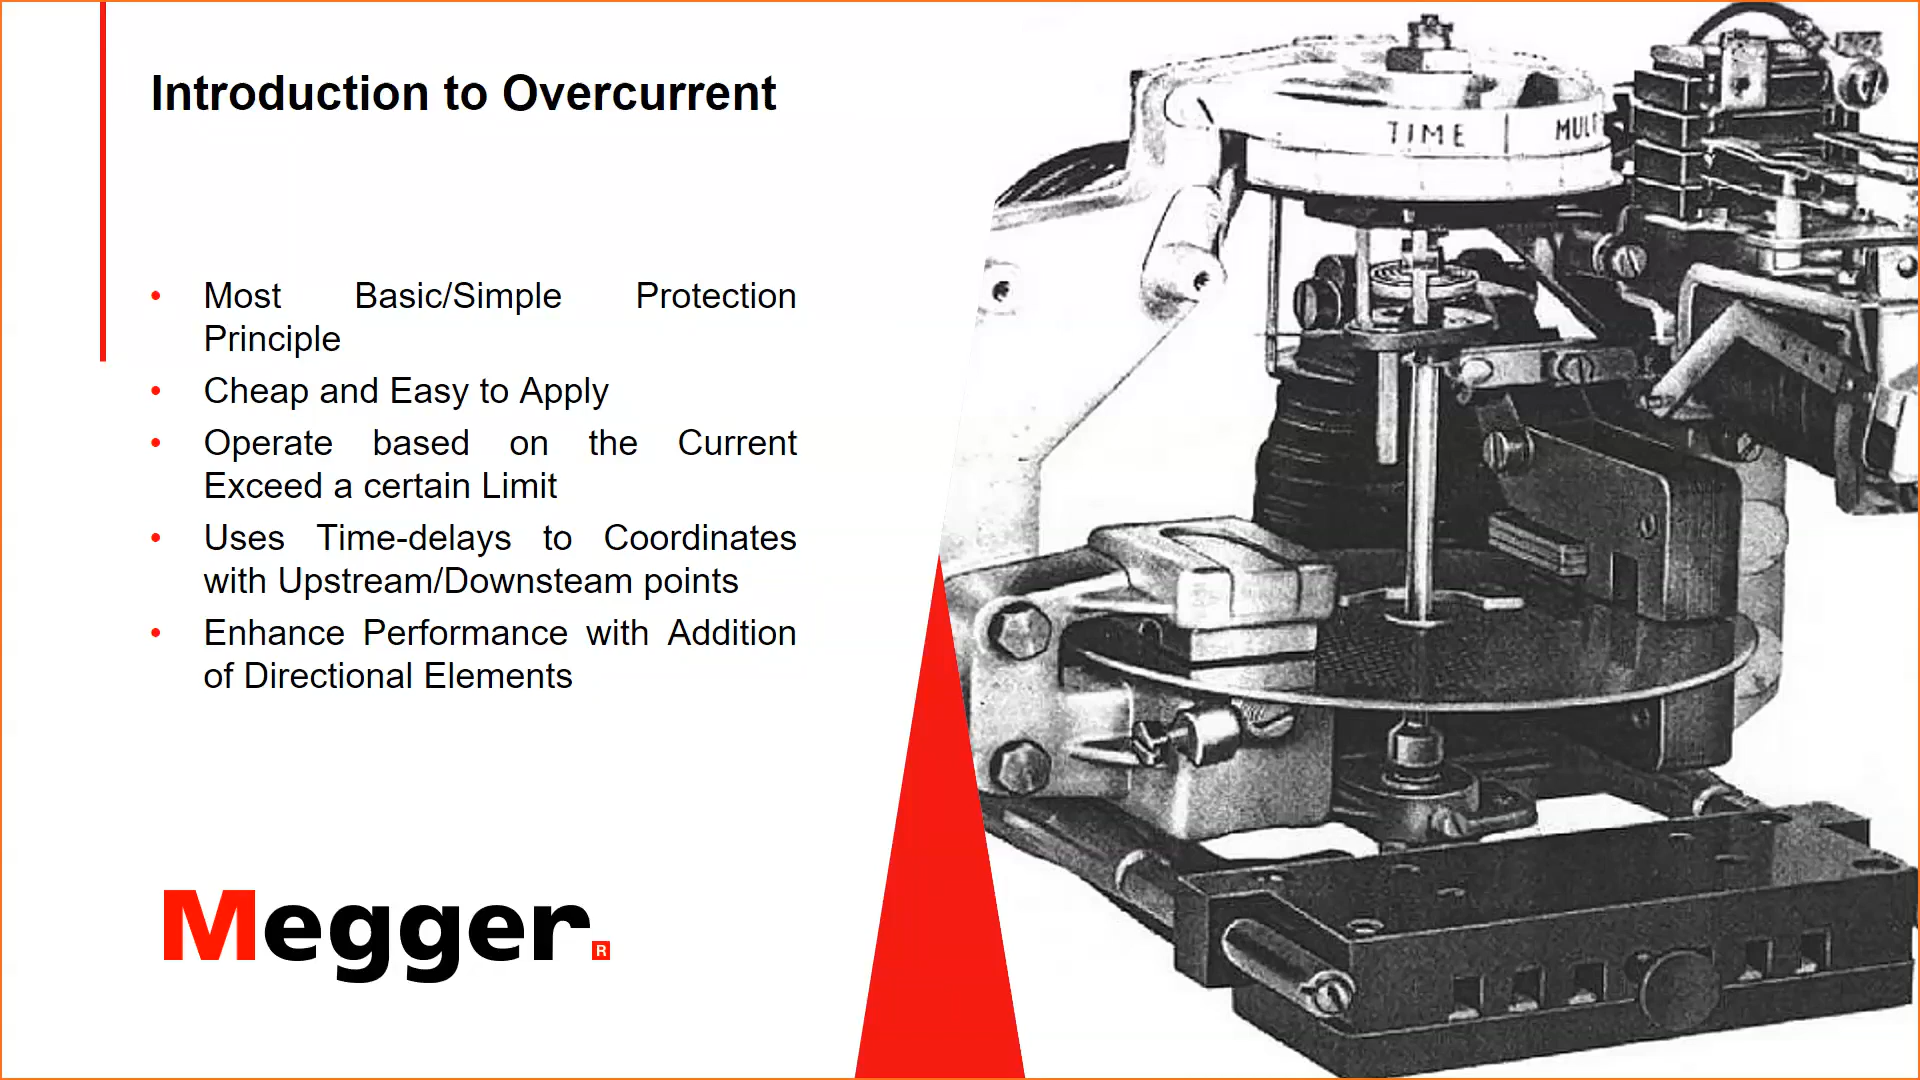 Introduction to Overcurrent
• Most Basic/Simple Protection
Principle
• Cheap and Easy to Apply
• Operate based on the Current
Exceed a certain Limit
• Uses Time-delays to Coordinates
with Upstream/Downsteam points
• Enhance Performance with Addition
of Directional Elements
Megger.
R
TIME
MULT